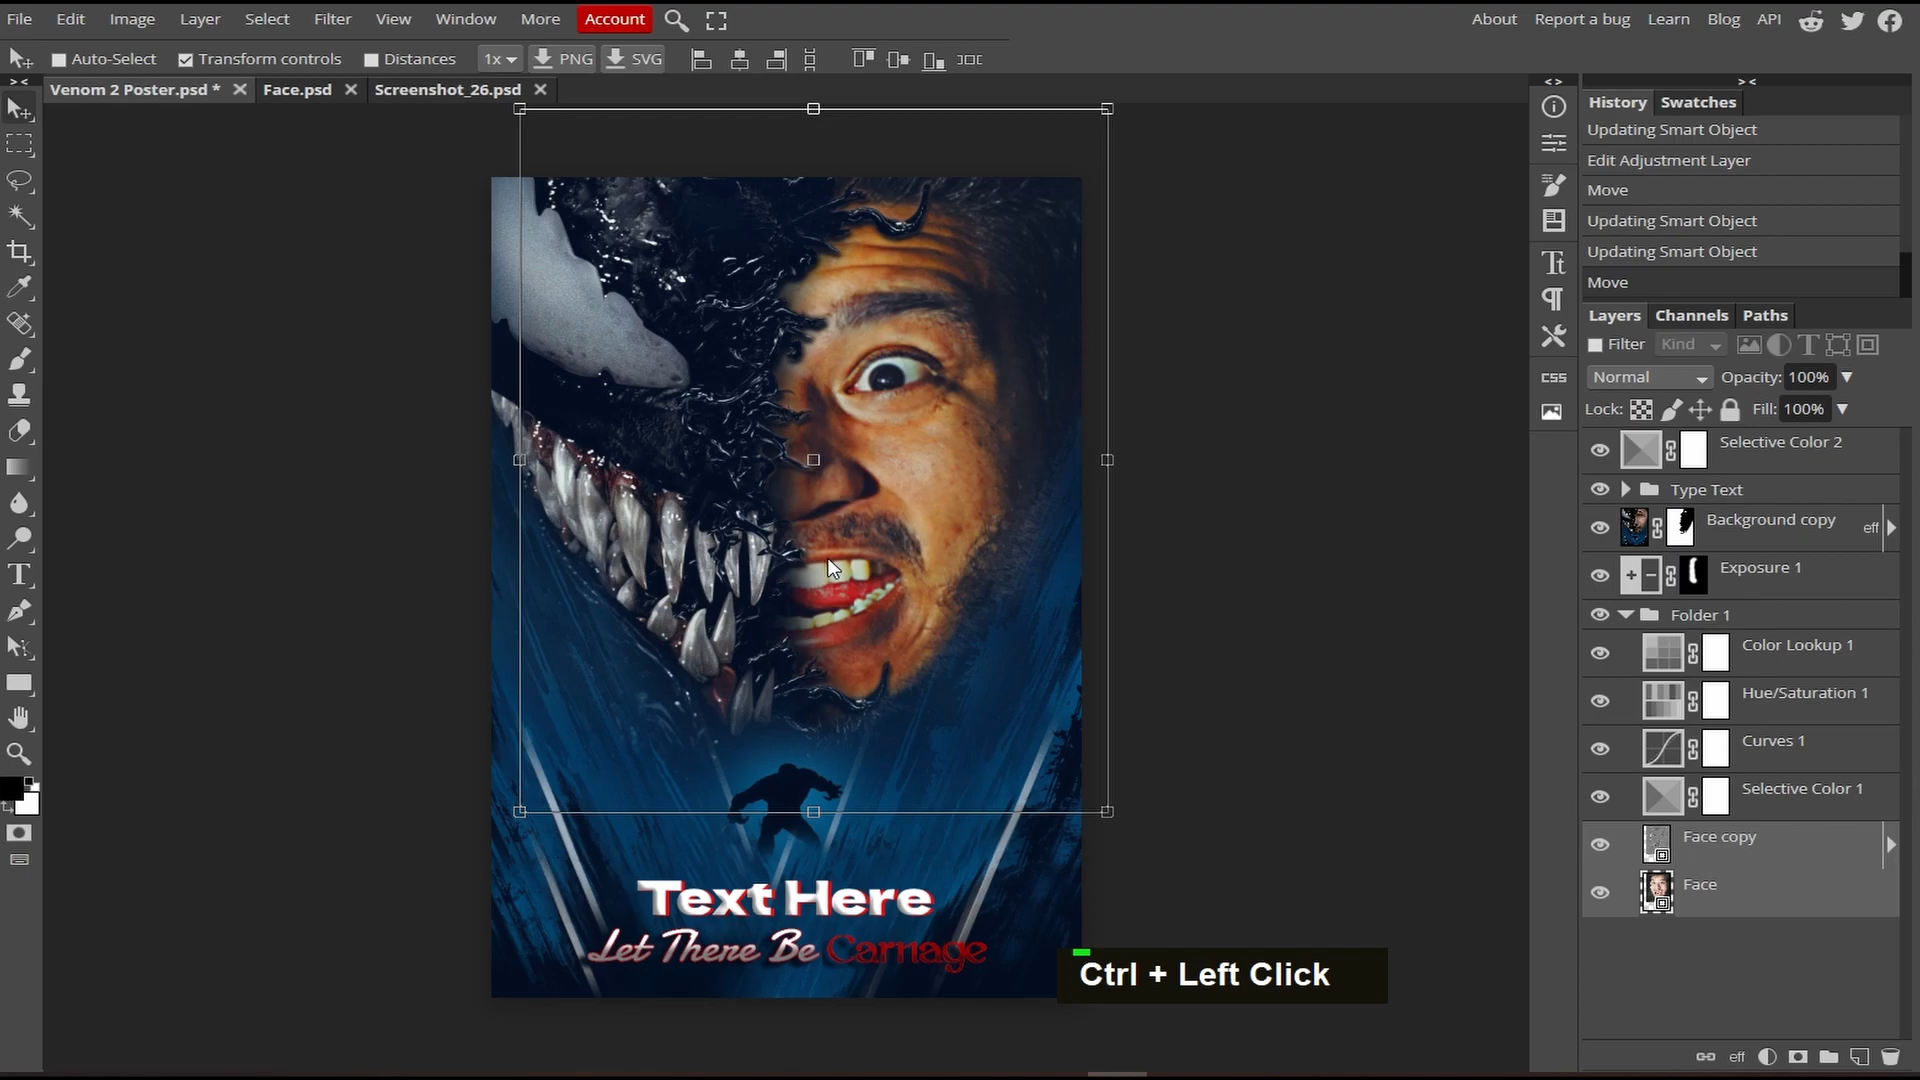 File Edit Image Layer Select Filter View Window More Account
About Report a bug Learn Blog API
Auto-Select Transform controls Distances 1x PNG SVG
Venom 2 Poster.psd * Face.psd Screenshot_26.psd
History Swatches
Updating Smart Object
Edit Adjustment Layer
Move
Updating Smart Object
Updating Smart Object
Move
Layers Channels Paths
Filter Kind
Normal Opacity: 100%
CSS
Lock: Fill: 100%
Selective Color 2
Type Text
Background copy eff
Exposure 1
Folder 1
Color Lookup 1
Hue/Saturation 1
Curves 1
Selective Color 1
Face copy
Face
Text Here
Let There Be Carnage
Ctrl + Left Click
eff